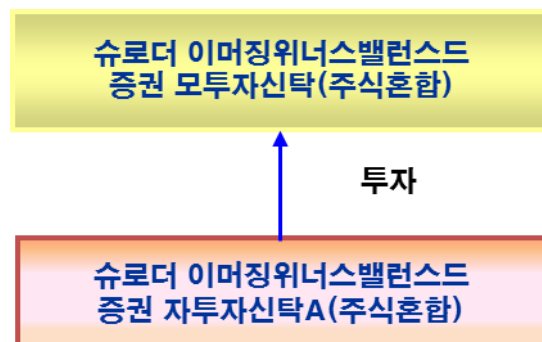 슈로더 이머징위너스밸런스드
증권 모투자신탁(주식혼합)
투자
슈로더 이머징위너스밸런스드
증권 자투자신탁A(주식혼합)